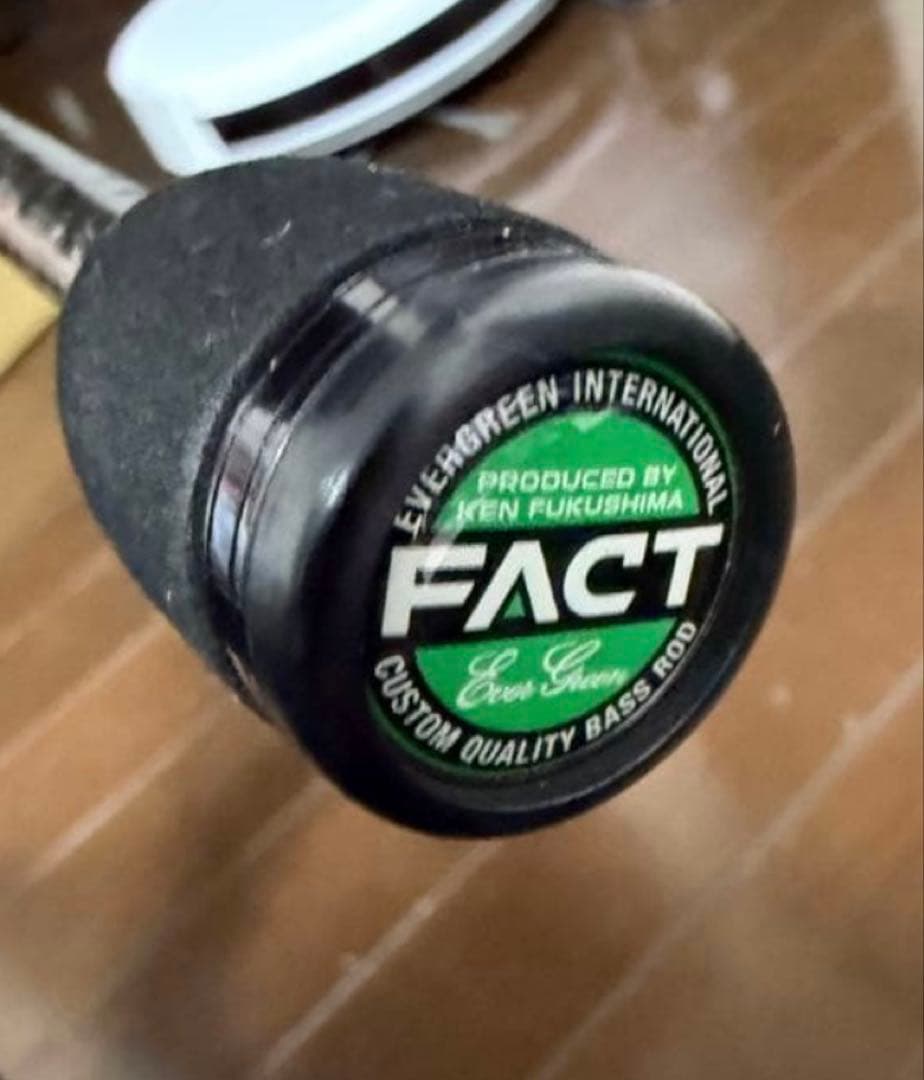 EVERGREEN INTERNATIONAL
PRODUCED BY
KEN FUKUSHIMA
FACT
Ever Green
CUSTOM QUALITY BASS ROD